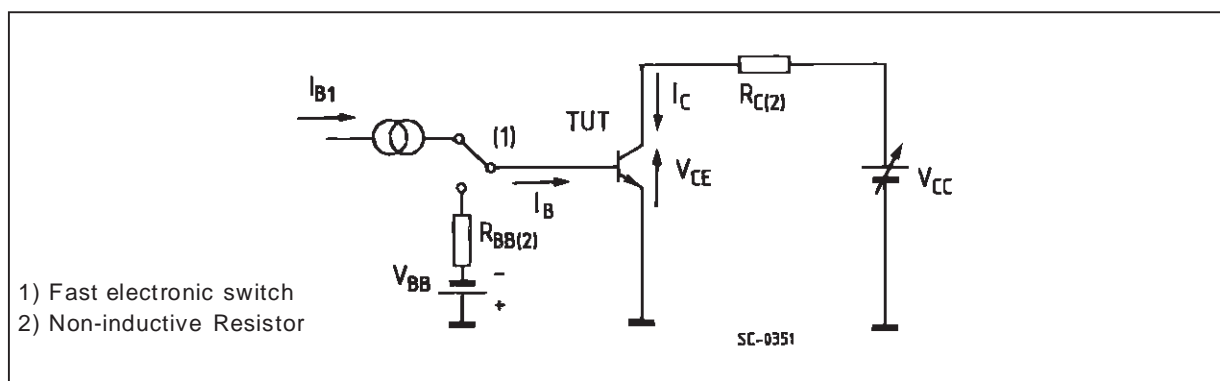 I_B1
(1)
TUT
I_C
R_C(2)
V_CE
V_CC
I_B
R_BB(2)
V_BB
−
+
1) Fast electronic switch
2) Non-inductive Resistor
SC-0351